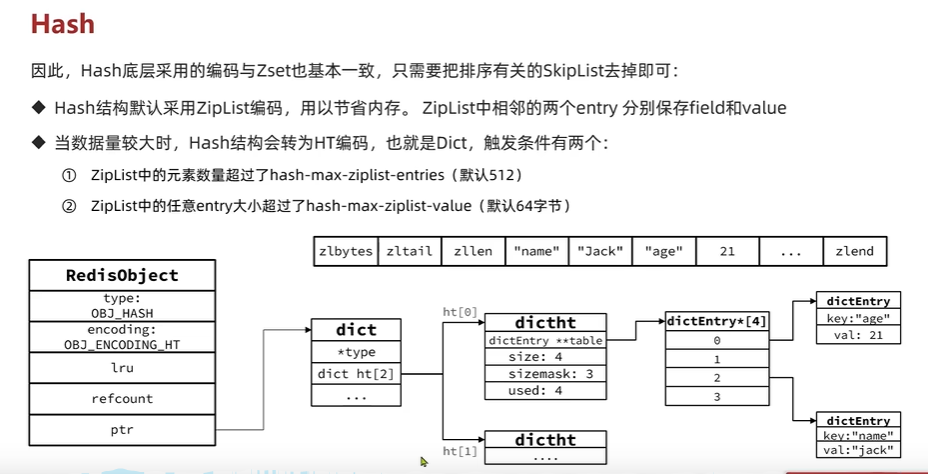 Hash
因此，Hash底层采用的编码与Zset也基本一致，只需要把排序有关的SkipList去掉即可：
◆ Hash结构默认采用ZipList编码，用以节省内存。 ZipList中相邻的两个entry 分别保存field和value
◆ 当数据量较大时，Hash结构会转为HT编码，也就是Dict，触发条件有两个：
① ZipList中的元素数量超过了hash-max-ziplist-entries（默认512）
② ZipList中的任意entry大小超过了hash-max-ziplist-value（默认64字节）
zlbytes zltail zllen "name" "Jack" "age" 21 ... zlend
RedisObject
type:
OBJ_HASH
encoding:
OBJ_ENCODING_HT
lru
refcount
ptr
dict
*type
dict ht[2]
...
ht[0]
dictht
dictEntry **table
size: 4
sizemask: 3
used: 4
ht[1]
dictht
....
dictEntry*[4]
0
1
2
3
dictEntry
key:"age"
val: 21
dictEntry
key:"name"
val:"jack"